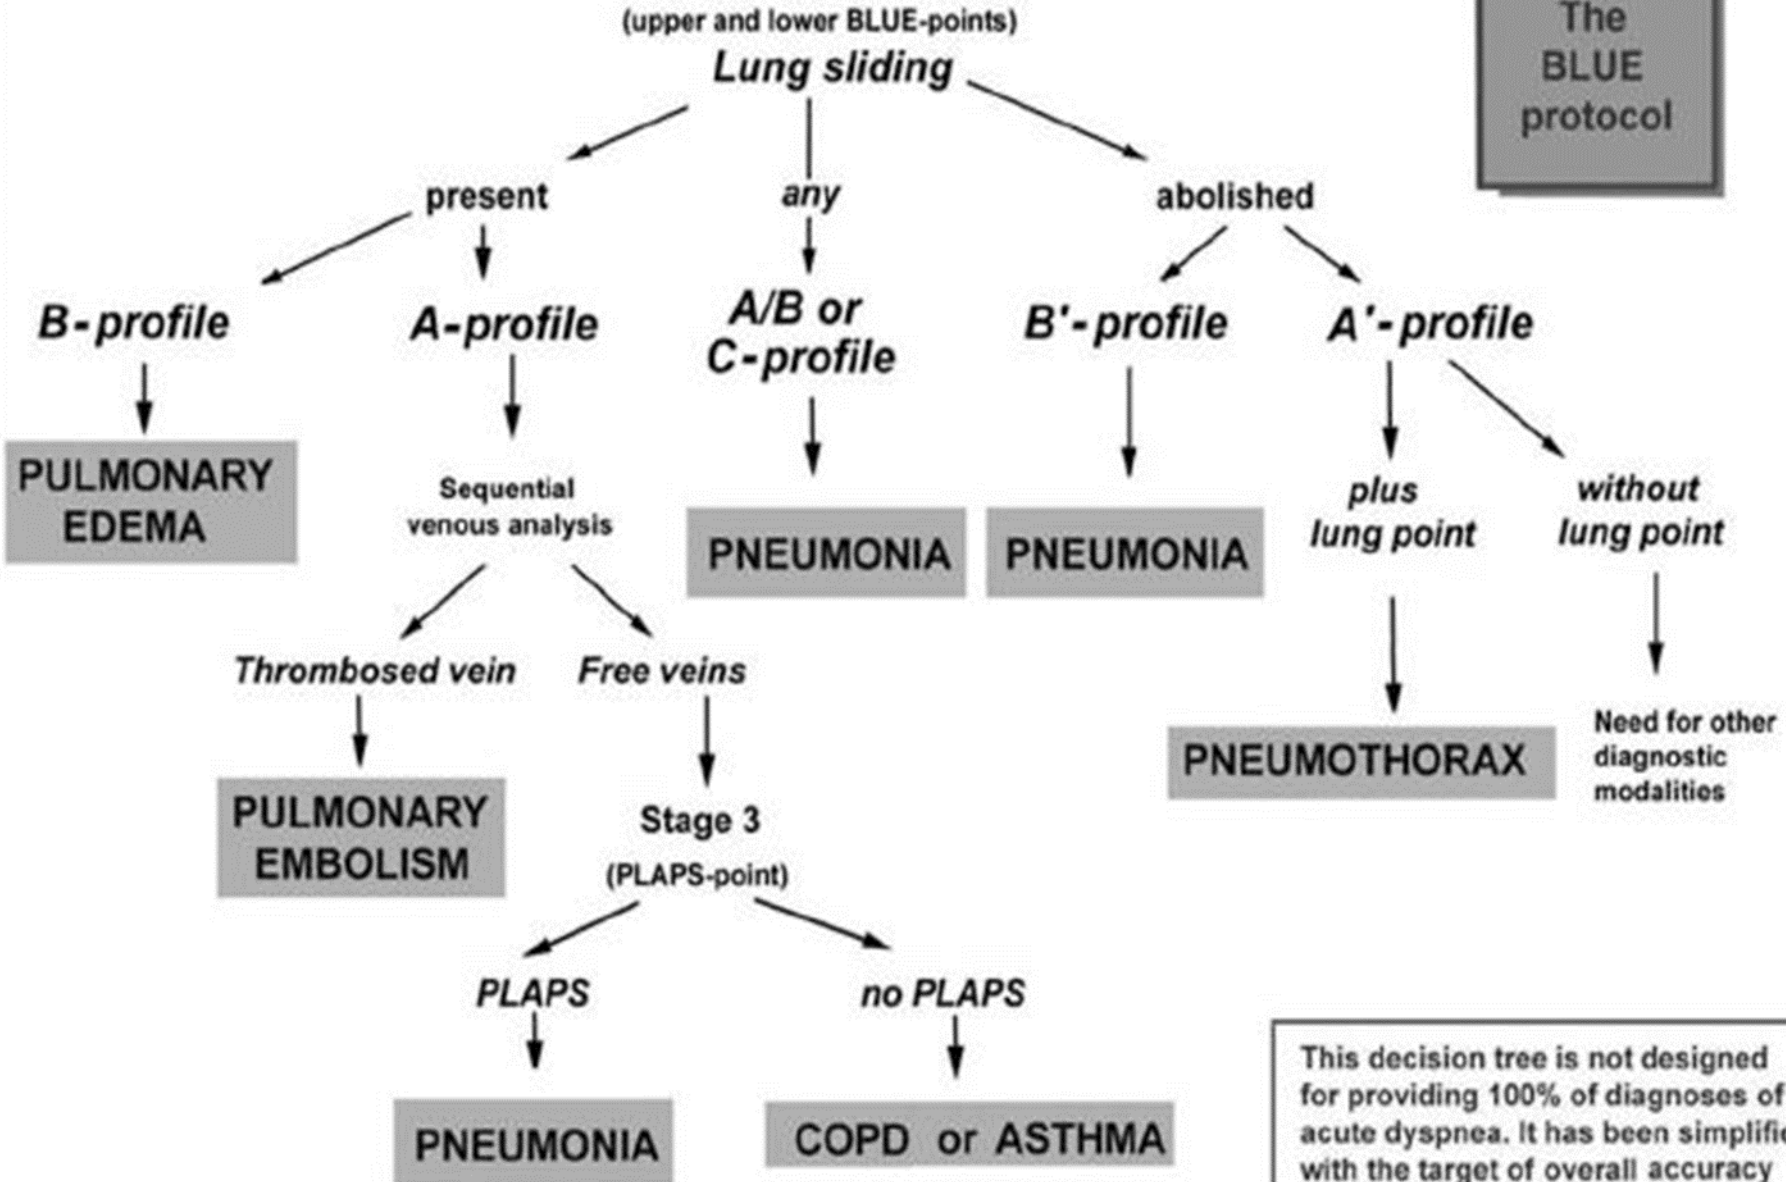 (upper and lower BLUE-points)
Lung sliding
The
BLUE
protocol
present
any
abolished
B-profile
A-profile
A/B or
C-profile
B'-profile
A'-profile
PULMONARY
EDEMA
Sequential
venous analysis
PNEUMONIA
PNEUMONIA
plus
lung point
without
lung point
Thrombosed vein
Free veins
PULMONARY
EMBOLISM
Stage 3
(PLAPS-point)
PNEUMOTHORAX
Need for other
diagnostic
modalities
PLAPS
no PLAPS
PNEUMONIA
COPD or ASTHMA
This decision tree is not designed
for providing 100% of diagnoses of
acute dyspnea. It has been simplifie
with the target of overall accuracy